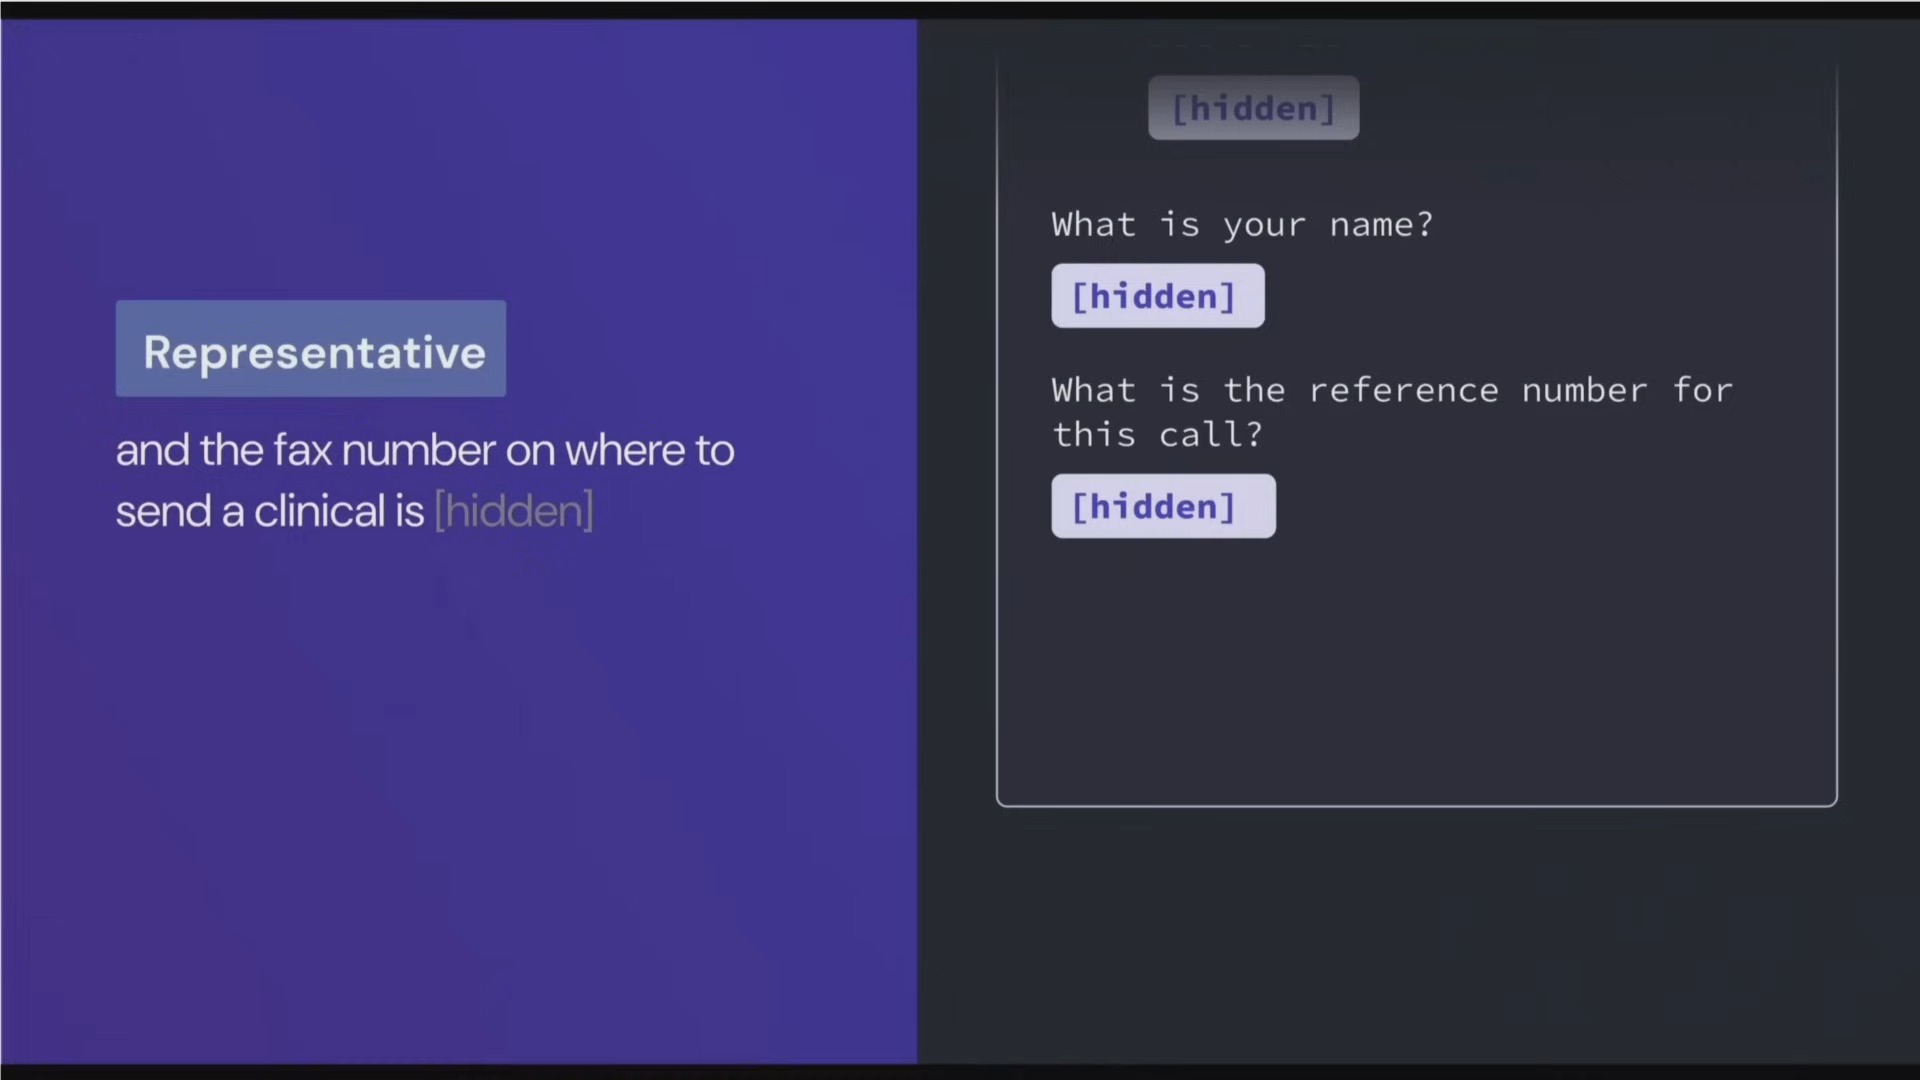 Representative
and the fax number on where to
send a clinical is [hidden]
[hidden]
What is your name?
[hidden]
What is the reference number for
this call?
[hidden]